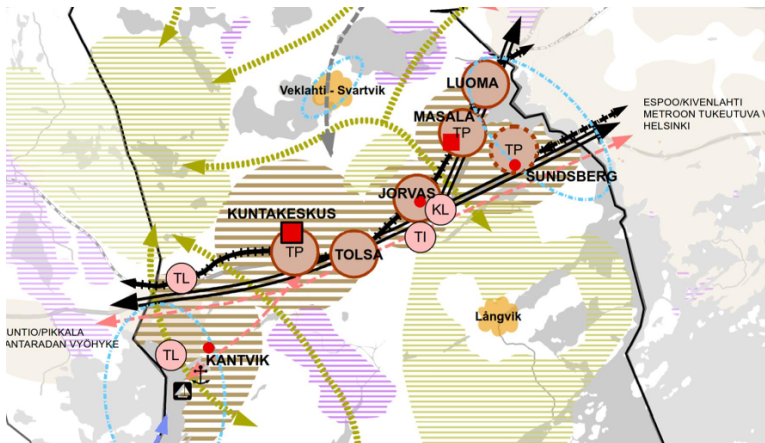 LUOMA
Veklahti - Svartvik
MASALA
TP
ESPOO/KIVENLAHTI
METROON TUKEUTUVA V
HELSINKI
TP
SUNDSBERG
JORVAS
KL
KUNTAKESKUS
TI
TP
TOLSA
TL
Långvik
UNTIO/PIKKALA
ANTARADAN VYÖHYKE
TL
KANTVIK